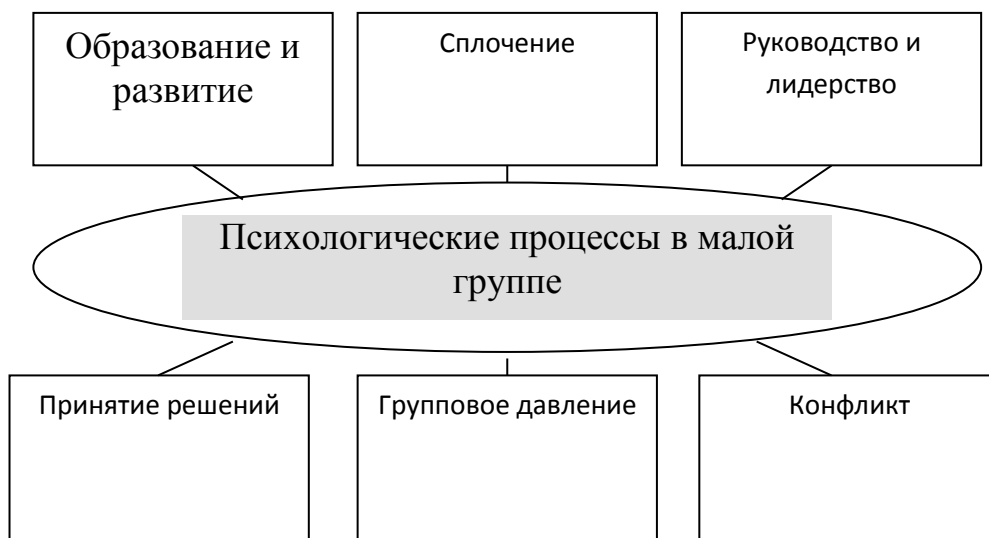 Образование и
развитие
Сплочение
Руководство и
лидерство
Психологические процессы в малой
группе
Принятие решений
Групповое давление
Конфликт